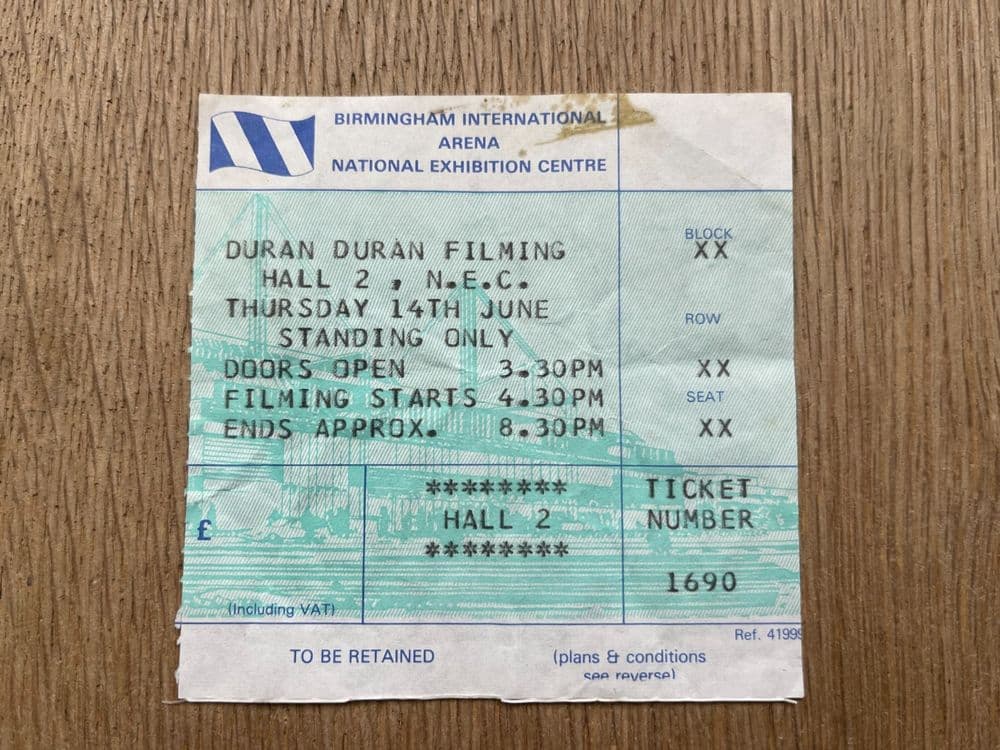 BIRMINGHAM INTERNATIONAL
ARENA
NATIONAL EXHIBITION CENTRE
DURAN DURAN FILMING
HALL 2 , N.E.C.
THURSDAY 14TH JUNE
STANDING ONLY
DOORS OPEN 3.30PM
FILMING STARTS 4.30PM
ENDS APPROX. 8.30PM
BLOCK
XX
ROW
XX
SEAT
XX
£
(Including VAT)
********
HALL 2
********
TICKET
NUMBER
1690
Ref. 41999
TO BE RETAINED
(plans & conditions
see reverse)